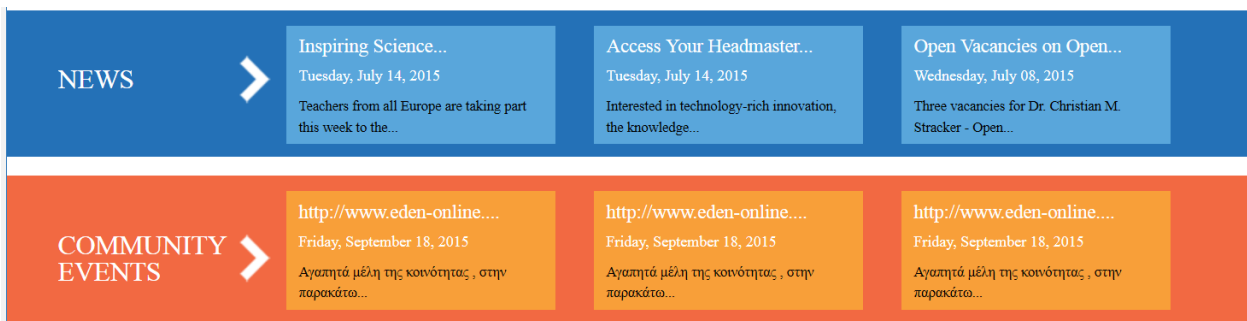 NEWS
Inspiring Science...
Tuesday, July 14, 2015
Teachers from all Europe are taking part
this week to the...
Access Your Headmaster...
Tuesday, July 14, 2015
Interested in technology-rich innovation,
the knowledge...
Open Vacancies on Open...
Wednesday, July 08, 2015
Three vacancies for Dr. Christian M.
Stracker - Open...
COMMUNITY
EVENTS
http://www.eden-online....
Friday, September 18, 2015
Αγαπητά μέλη της κοινότητας , στην
παρακάτω...
http://www.eden-online....
Friday, September 18, 2015
Αγαπητά μέλη της κοινότητας , στην
παρακάτω...
http://www.eden-online....
Friday, September 18, 2015
Αγαπητά μέλη της κοινότητας , στην
παρακάτω...